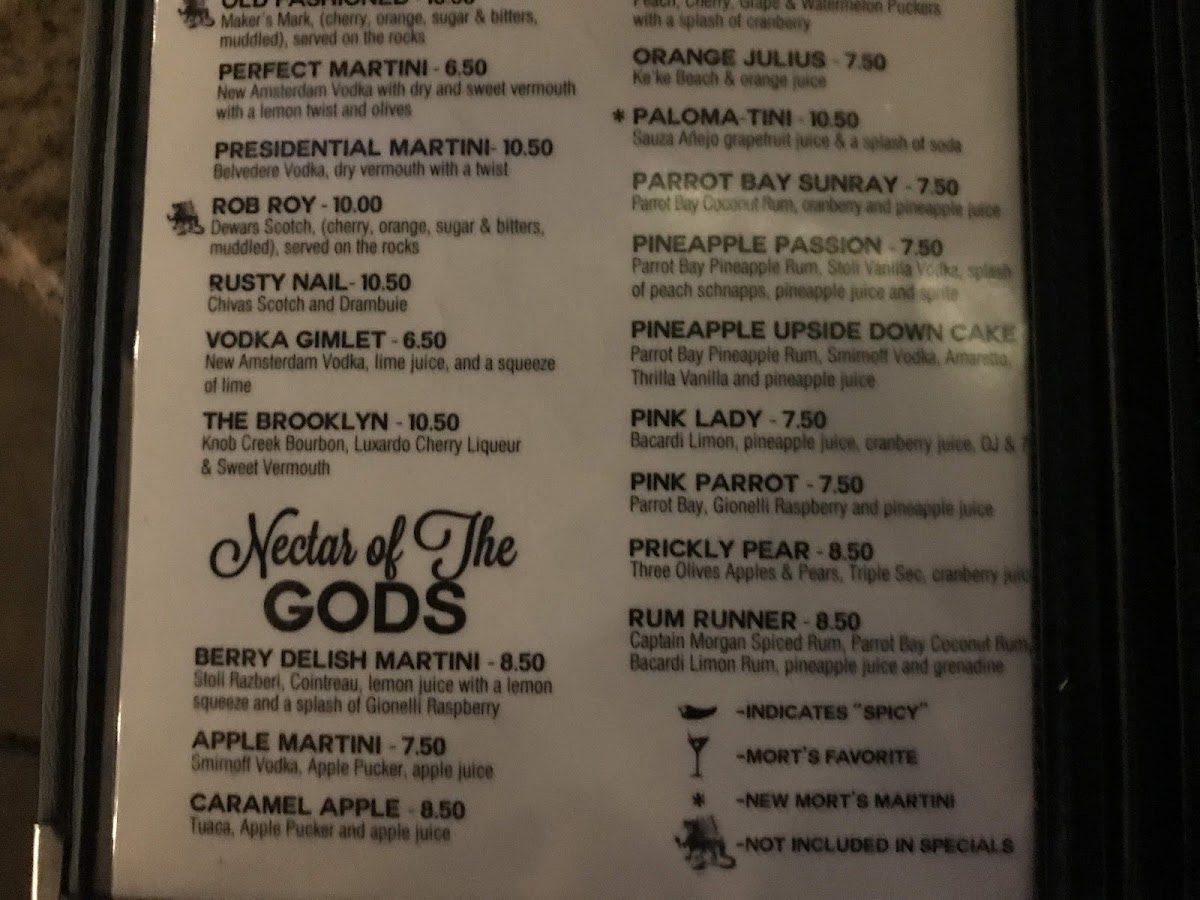 OLD FASHIONED - 10.50
Maker's Mark, (cherry, orange, sugar & bitters,
muddled), served on the rocks
PERFECT MARTINI - 6.50
New Amsterdam Vodka with dry and sweet vermouth
with a lemon twist and olives
PRESIDENTIAL MARTINI- 10.50
Belvedere Vodka, dry vermouth with a twist
ROB ROY - 10.00
Dewars Scotch, (cherry, orange, sugar & bitters,
muddled), served on the rocks
RUSTY NAIL- 10.50
Chivas Scotch and Drambuie
VODKA GIMLET - 6.50
New Amsterdam Vodka, lime juice, and a squeeze
of lime
THE BROOKLYN - 10.50
Knob Creek Bourbon, Luxardo Cherry Liqueur
& Sweet Vermouth
Nectar of The
GODS
BERRY DELISH MARTINI - 8.50
Stoli Razberi, Cointreau, lemon juice with a lemon
squeeze and a splash of Gionelli Raspberry
APPLE MARTINI - 7.50
Smirnoff Vodka, Apple Pucker, apple juice
CARAMEL APPLE - 8.50
Tuaca, Apple Pucker and apple juice
Peach, Cherry, Grape & Watermelon Puckers
with a splash of cranberry
ORANGE JULIUS - 7.50
Ke'ke Beach & orange juice
* PALOMA-TINI - 10.50
Sauza Añejo grapefruit juice & a splash of soda
PARROT BAY SUNRAY - 7.50
Parrot Bay Coconut Rum, cranberry and pineapple juice
PINEAPPLE PASSION - 7.50
Parrot Bay Pineapple Rum, Stoli Vanilla Vodka, splash
of peach schnapps, pineapple juice and sprite
PINEAPPLE UPSIDE DOWN CAKE
Parrot Bay Pineapple Rum, Smirnoff Vodka, Amaretto,
Thrilla Vanilla and pineapple juice
PINK LADY - 7.50
Bacardi Limon, pineapple juice, cranberry juice, OJ & 7
PINK PARROT - 7.50
Parrot Bay, Gionelli Raspberry and pineapple juice
PRICKLY PEAR - 8.50
Three Olives Apples & Pears, Triple Sec, cranberry juic
RUM RUNNER - 8.50
Captain Morgan Spiced Rum, Parrot Bay Coconut Rum,
Bacardi Limon Rum, pineapple juice and grenadine
-INDICATES "SPICY"
-MORT'S FAVORITE
* -NEW MORT'S MARTINI
-NOT INCLUDED IN SPECIALS